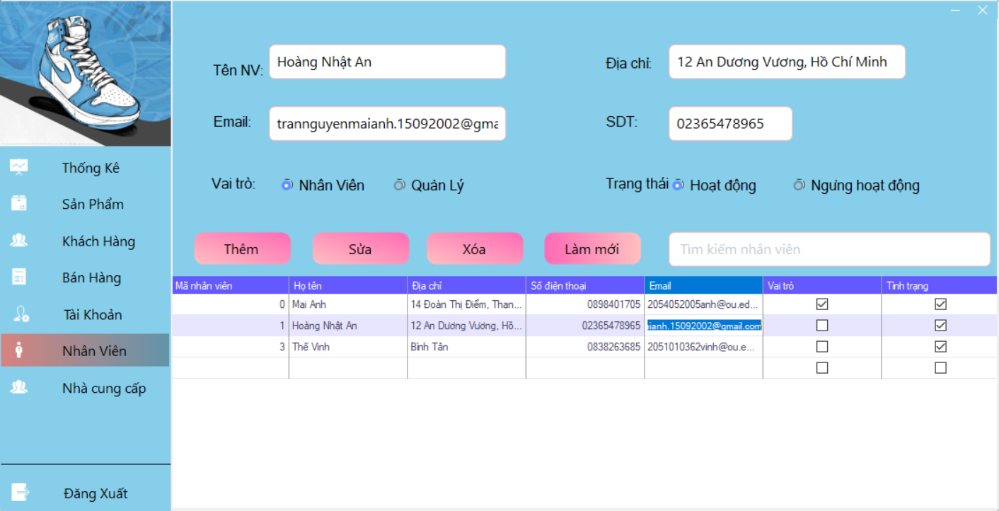 Tên NV: Hoàng Nhật An Địa chỉ: 12 An Dương Vương, Hồ Chí Minh
Email: trannguyenmaianh.15092002@gma SDT: 02365478965
Vai trò: Nhân Viên Quản Lý Trạng thái Hoạt động Ngưng hoạt động
Thêm Sửa Xóa Làm mới Tìm kiếm nhân viên
Thống Kê
Sản Phẩm
Khách Hàng
Bán Hàng
Tài Khoản
Nhân Viên
Nhà cung cấp
Đăng Xuất
Mã nhân viên Họ tên Địa chỉ Số điện thoại Email Vai trò Tình trạng
0 Mai Anh 14 Đoàn Thị Điểm, Than... 0898401705 2054052005anh@ou.ed...
1 Hoàng Nhật An 12 An Dương Vương, Hồ... 02365478965 ianh.15092002@gmail.com
3 Thế Vinh Bình Tân 0838263685 2051010362vinh@ou.e...